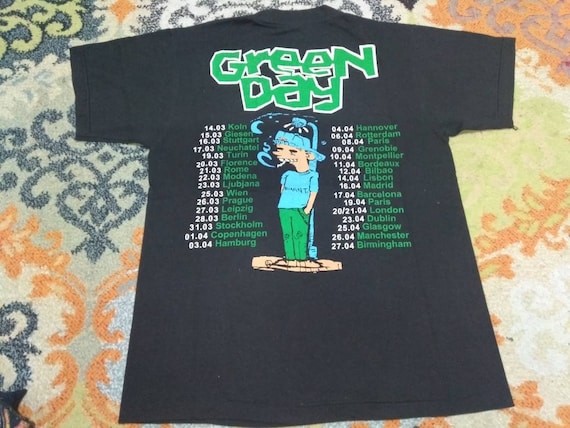 Green
Day
14.03 Koln
15.03 Giesen
16.03 Stuttgart
17.03 Neuchatel
19.03 Turin
20.03 Florence
21.03 Rome
22.03 Modena
23.03 Ljubjana
25.03 Wien
26.03 Prague
27.03 Leipzig
28.03 Berlin
31.03 Stockholm
01.04 Copenhagen
03.04 Hamburg
04.04 Hannover
06.04 Rotterdam
08.04 Paris
09.04 Grenoble
10.04 Montpellier
11.04 Bordeaux
12.04 Bilbao
14.04 Lisbon
16.04 Madrid
17.04 Barcelona
19.04 Paris
20/21.04 London
23.04 Dublin
25.04 Glasgow
26.04 Manchester
27.04 Birmingham